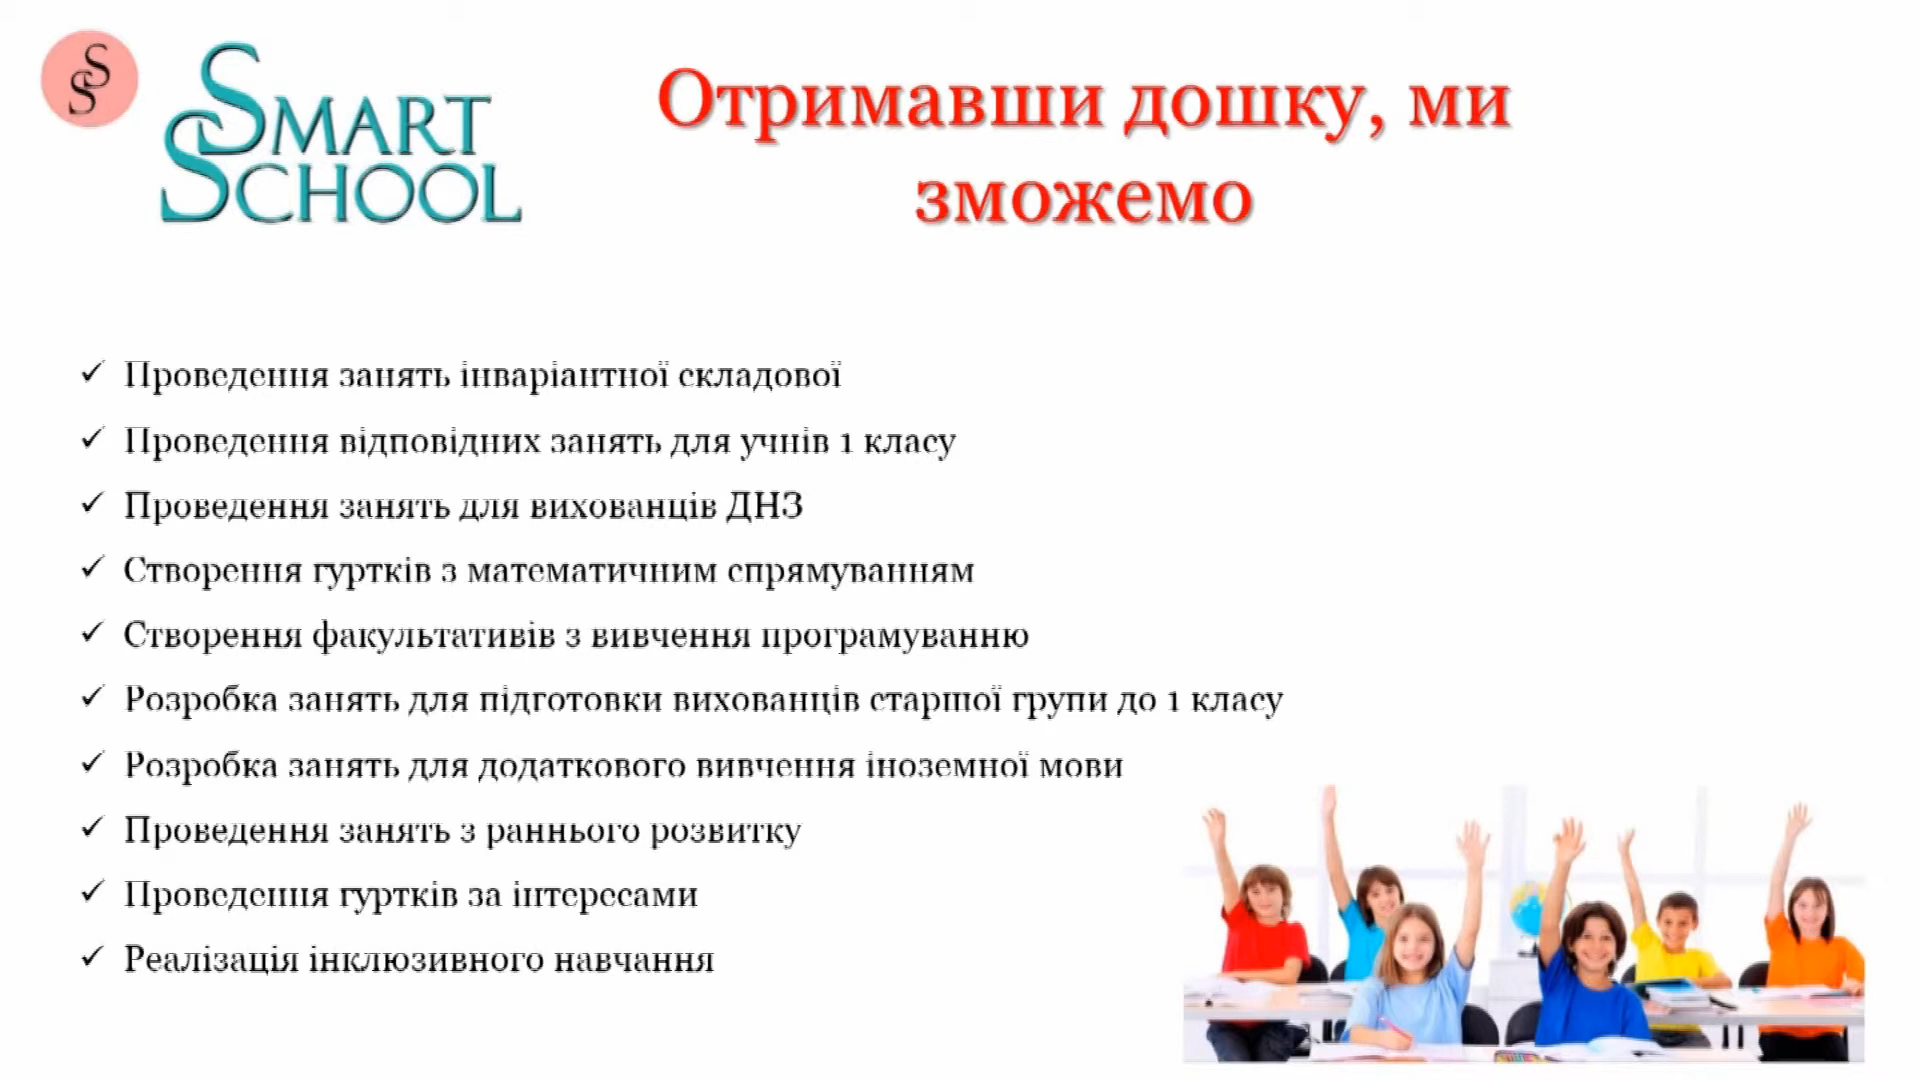 SS
SMART
SCHOOL
Отримавши дошку, ми
зможемо
✓ Проведення занять інваріантної складової
✓ Проведення відповідних занять для учнів 1 класу
✓ Проведення занять для вихованців ДНЗ
✓ Створення гуртків з математичним спрямуванням
✓ Створення факультативів з вивчення програмуванню
✓ Розробка занять для підготовки вихованців старшої групи до 1 класу
✓ Розробка занять для додаткового вивчення іноземної мови
✓ Проведення занять з раннього розвитку
✓ Проведення гуртків за інтересами
✓ Реалізація інклюзивного навчання